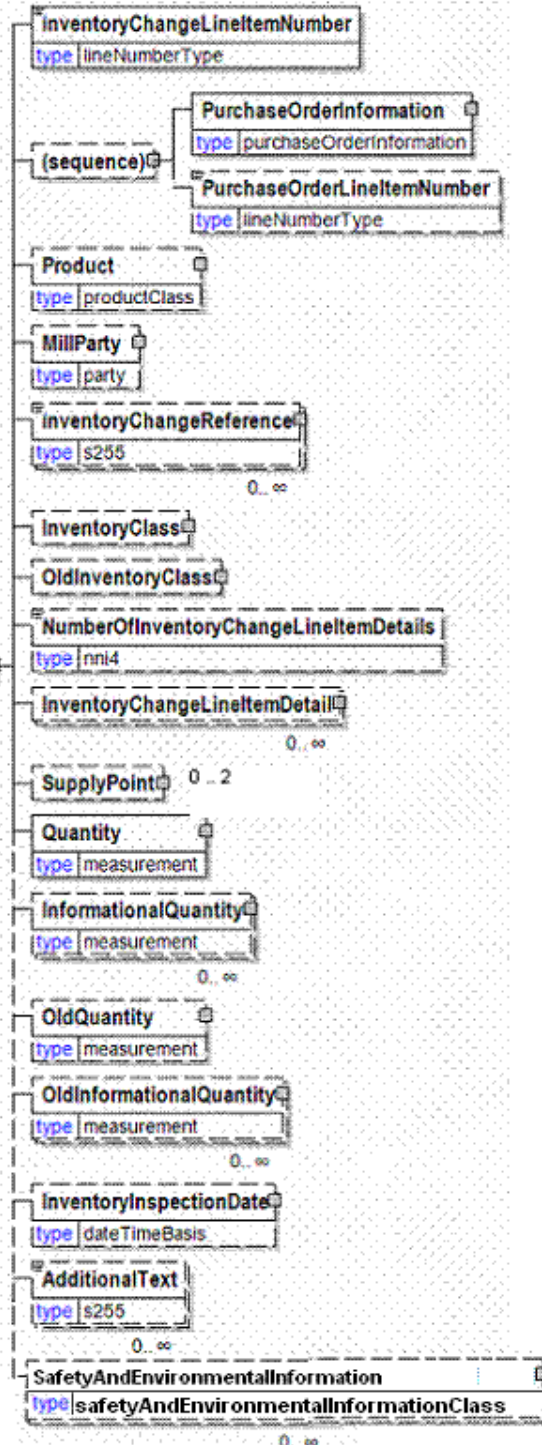 InventoryChangeLineItemNumber
type lineNumberType
PurchaseOrderInformation
type purchaseOrderInformation
(sequence)
PurchaseOrderLineItemNumber
type lineNumberType
Product
type productClass
MillParty
type party
InventoryChangeReference
type s255
0..∞
InventoryClass
OldInventoryClass
NumberOfInventoryChangeLineItemDetails
type nni4
InventoryChangeLineItemDetail
0..∞
SupplyPoint 0 .. 2
Quantity
type measurement
InformationalQuantity
type measurement
0..∞
OldQuantity
type measurement
OldInformationalQuantity
type measurement
0..∞
InventoryInspectionDate
type dateTimeBasis
AdditionalText
type s255
0..∞
SafetyAndEnvironmentalInformation
type safetyAndEnvironmentalInformationClass
0..∞